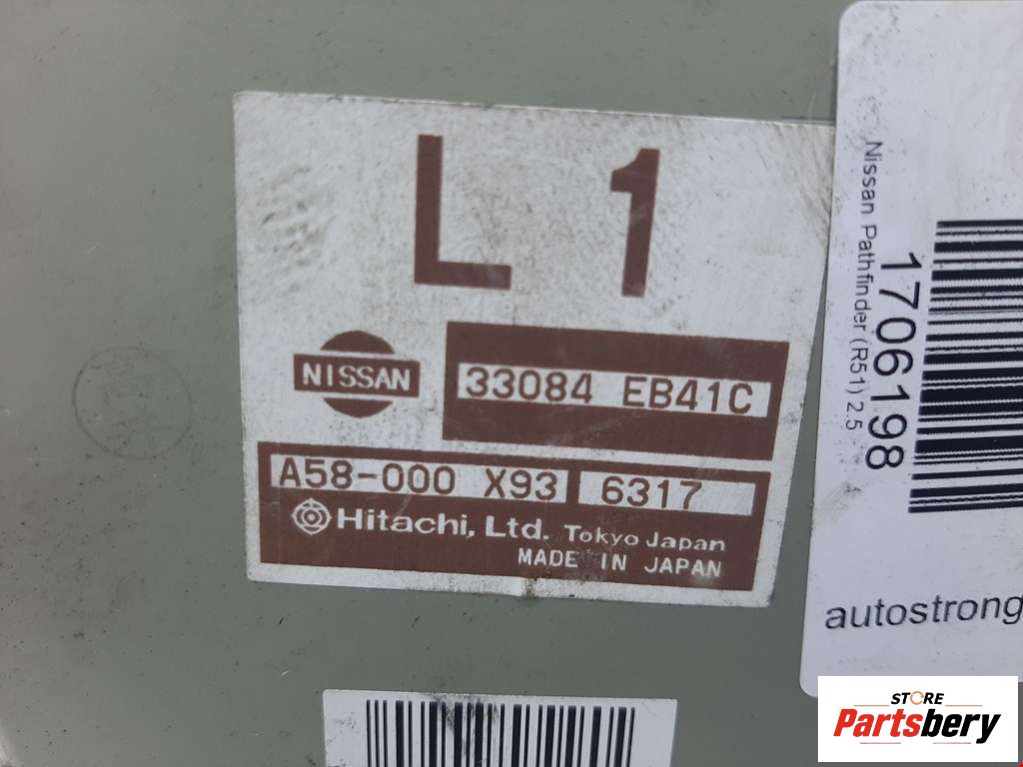 L 1
NISSAN
33084 EB41C
A58-000 X93
6317
Hitachi, Ltd. Tokyo Japan
MADE IN JAPAN
Nissan Pathfinder (R51) 2.5 -
1706198
autostrong
STORE
Partsbery